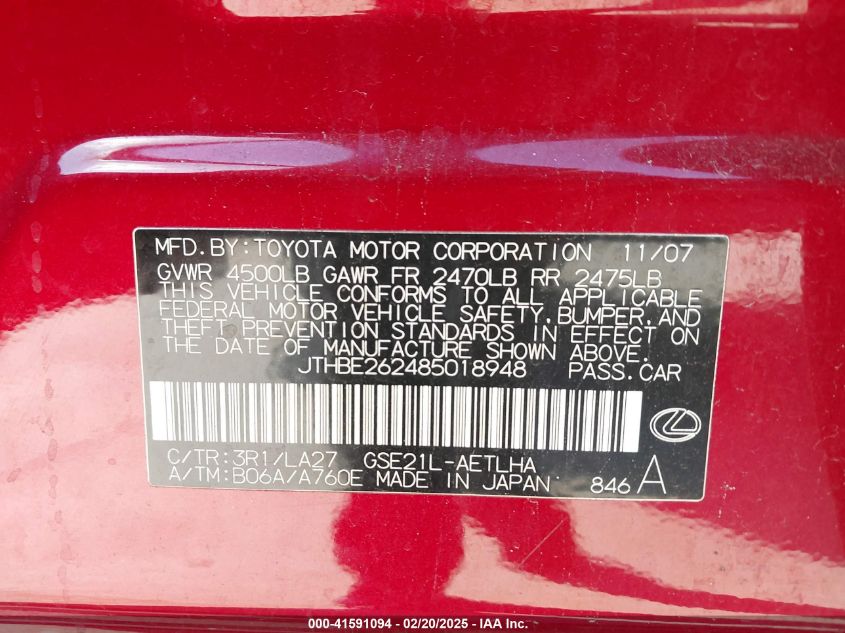 MFD.BY:TOYOTA MOTOR CORPORATION 11/07
GVWR 4500LB GAWR FR 2470LB RR 2475LB
THIS VEHICLE CONFORMS TO ALL APPLICABLE
FEDERAL MOTOR VEHICLE SAFETY,BUMPER,AND
THEFT PREVENTION STANDARDS IN EFFECT ON
THE DATE OF MANUFACTURE SHOWN ABOVE.
JTHBE262485018948 PASS.CAR
C/TR:3R1/LA27 GSE21L-AETLHA
A/TM:B06A/A760E MADE IN JAPAN 846 A
000-41591094 - 02/20/2025 - IAA Inc.